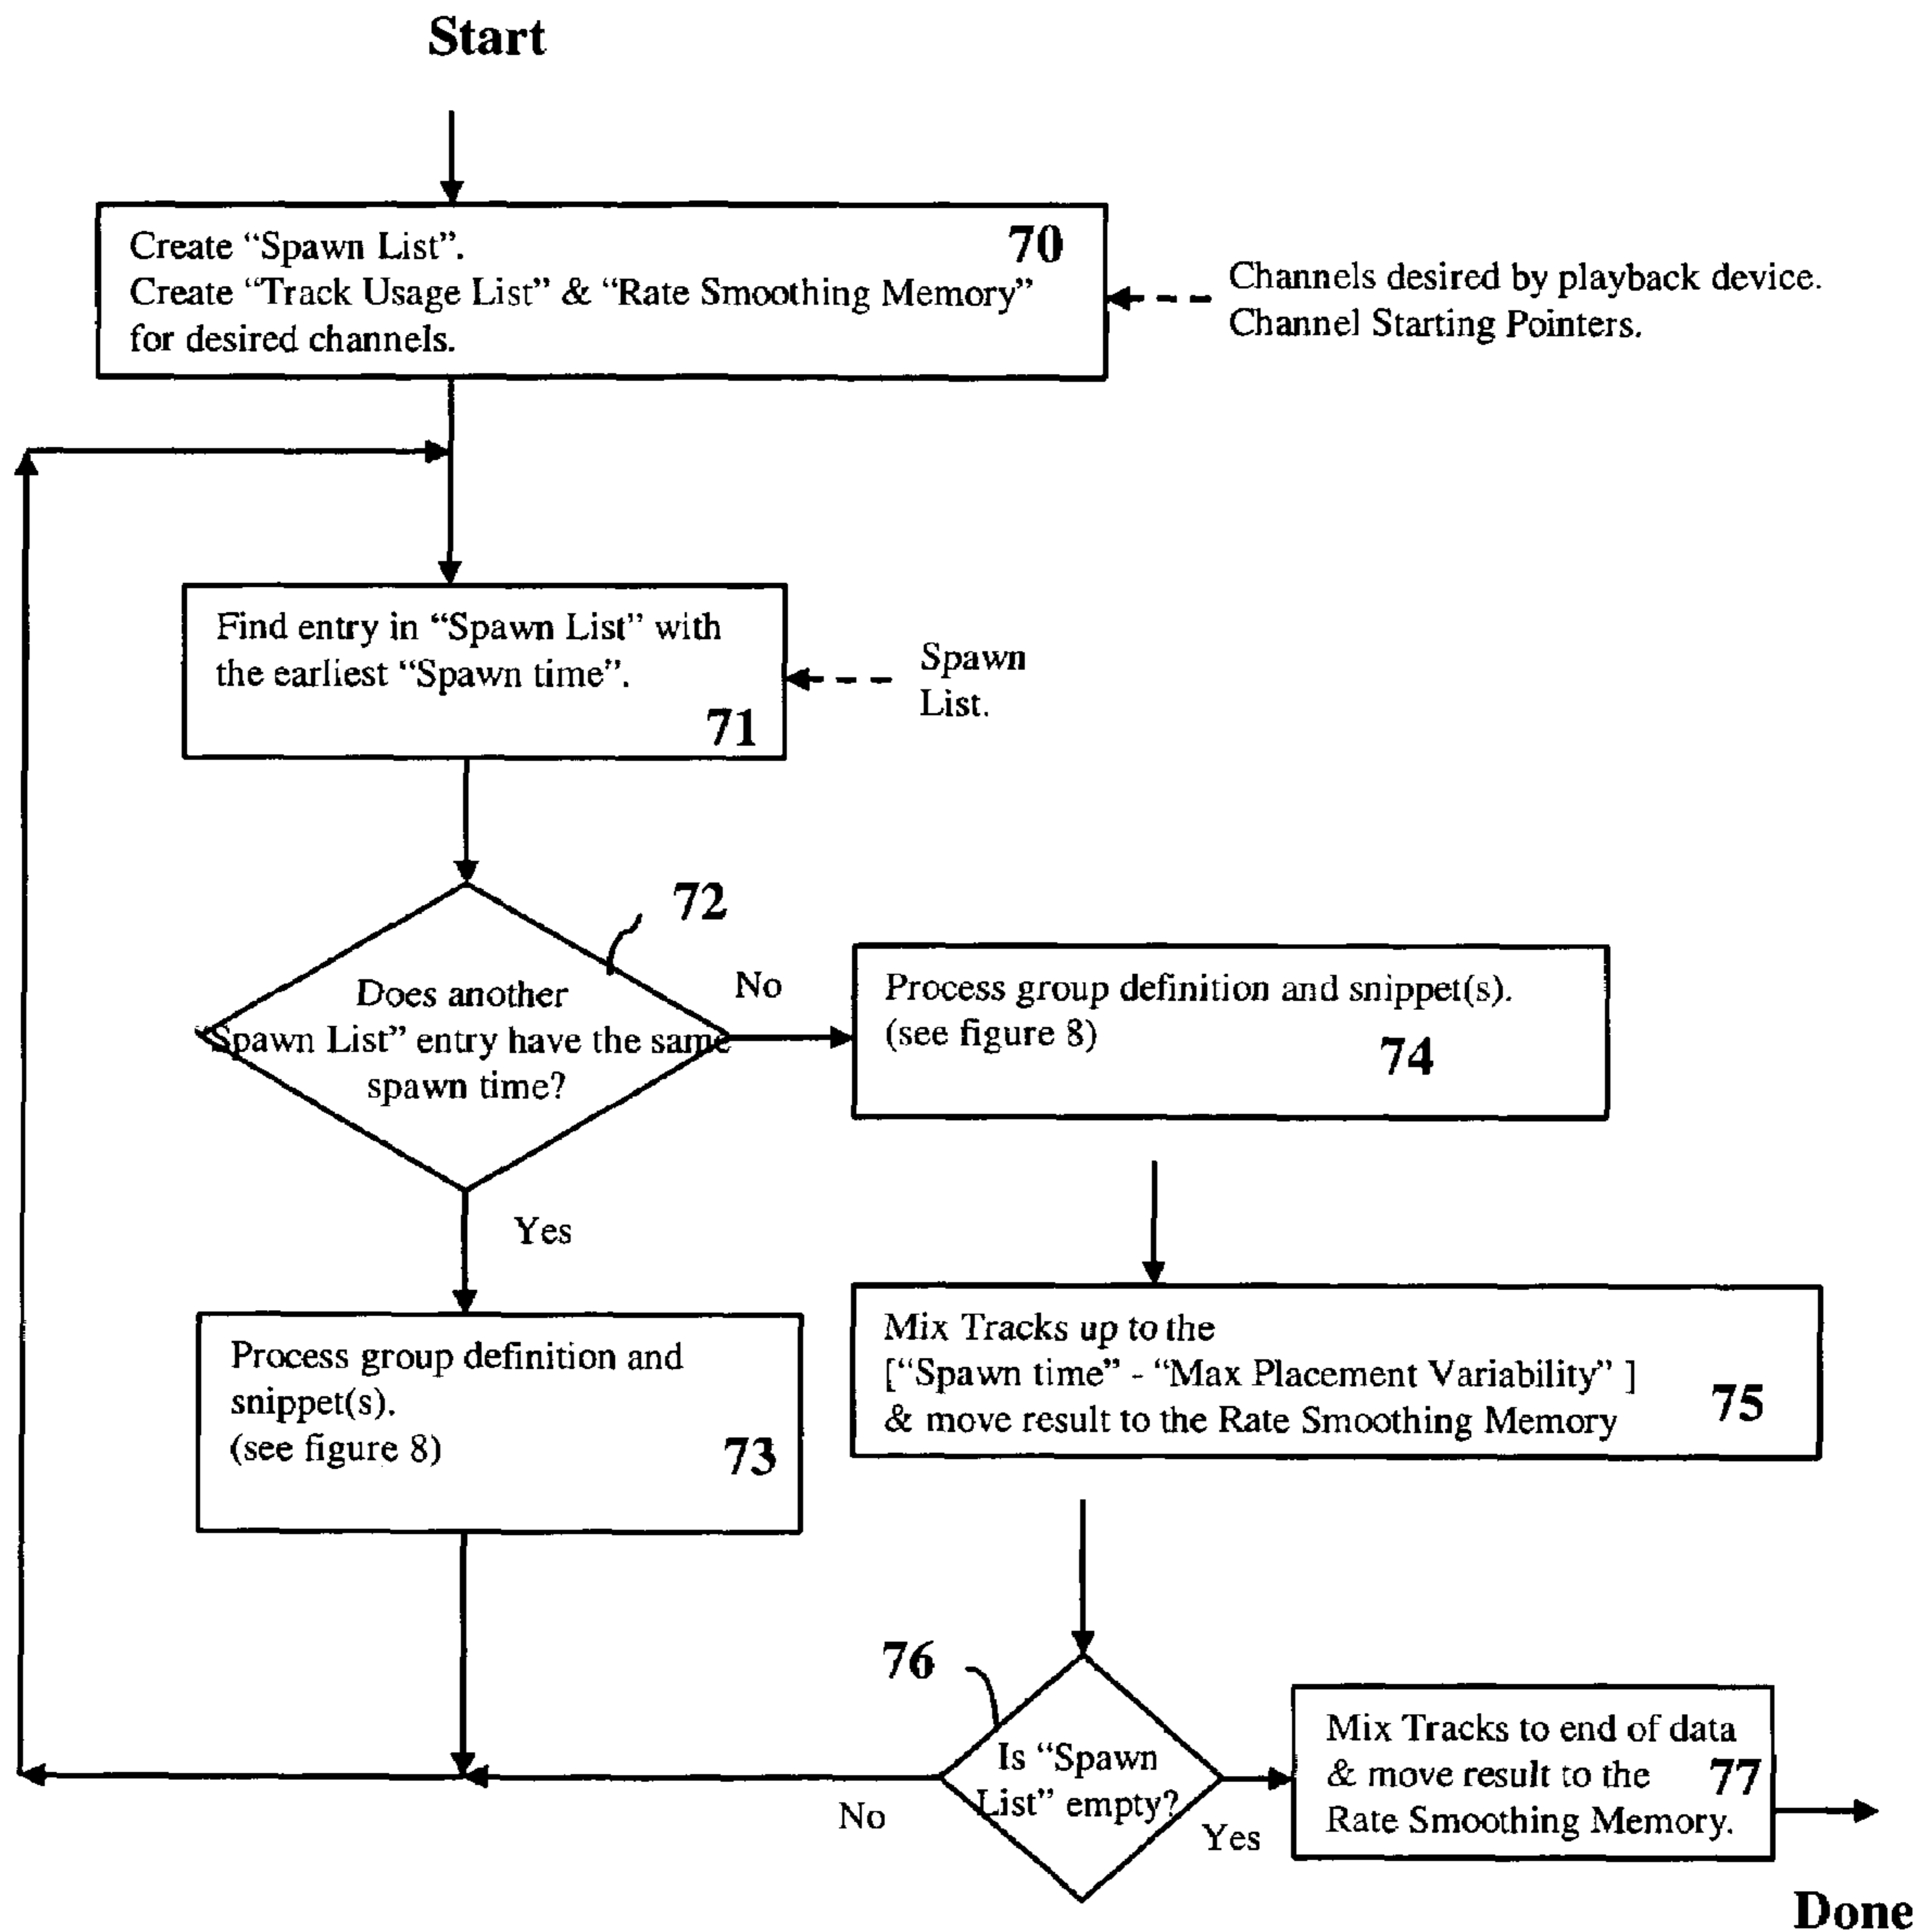 Start
70
Create “Spawn List”.
Create “Track Usage List” & “Rate Smoothing Memory”
for desired channels.
Channels desired by playback device.
Channel Starting Pointers.
Find entry in “Spawn List” with
the earliest “Spawn time”.
71
Spawn
List.
72
Does another
“Spawn List” entry have the same
spawn time?
No
Process group definition and snippet(s).
(see figure 8)
74
Yes
Process group definition and
snippet(s).
(see figure 8)
73
Mix Tracks up to the
[“Spawn time” - “Max Placement Variability” ]
& move result to the Rate Smoothing Memory
75
76
Is “Spawn
List” empty?
No
Yes
Mix Tracks to end of data
& move result to the
Rate Smoothing Memory.
77
Done